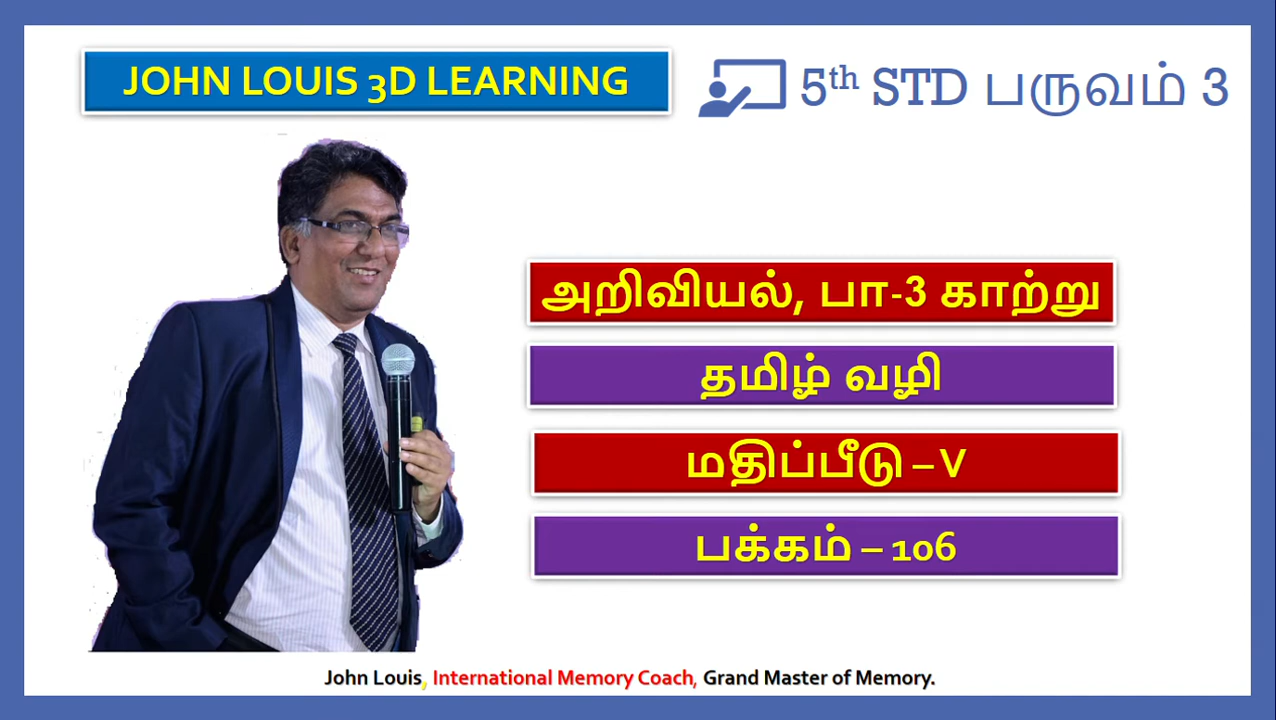 JOHN LOUIS 3D LEARNING
5th STD பருவம் 3
அறிவியல், பா-3 காற்று
தமிழ் வழி
மதிப்பீடு – V
பக்கம் – 106
John Louis, International Memory Coach, Grand Master of Memory.